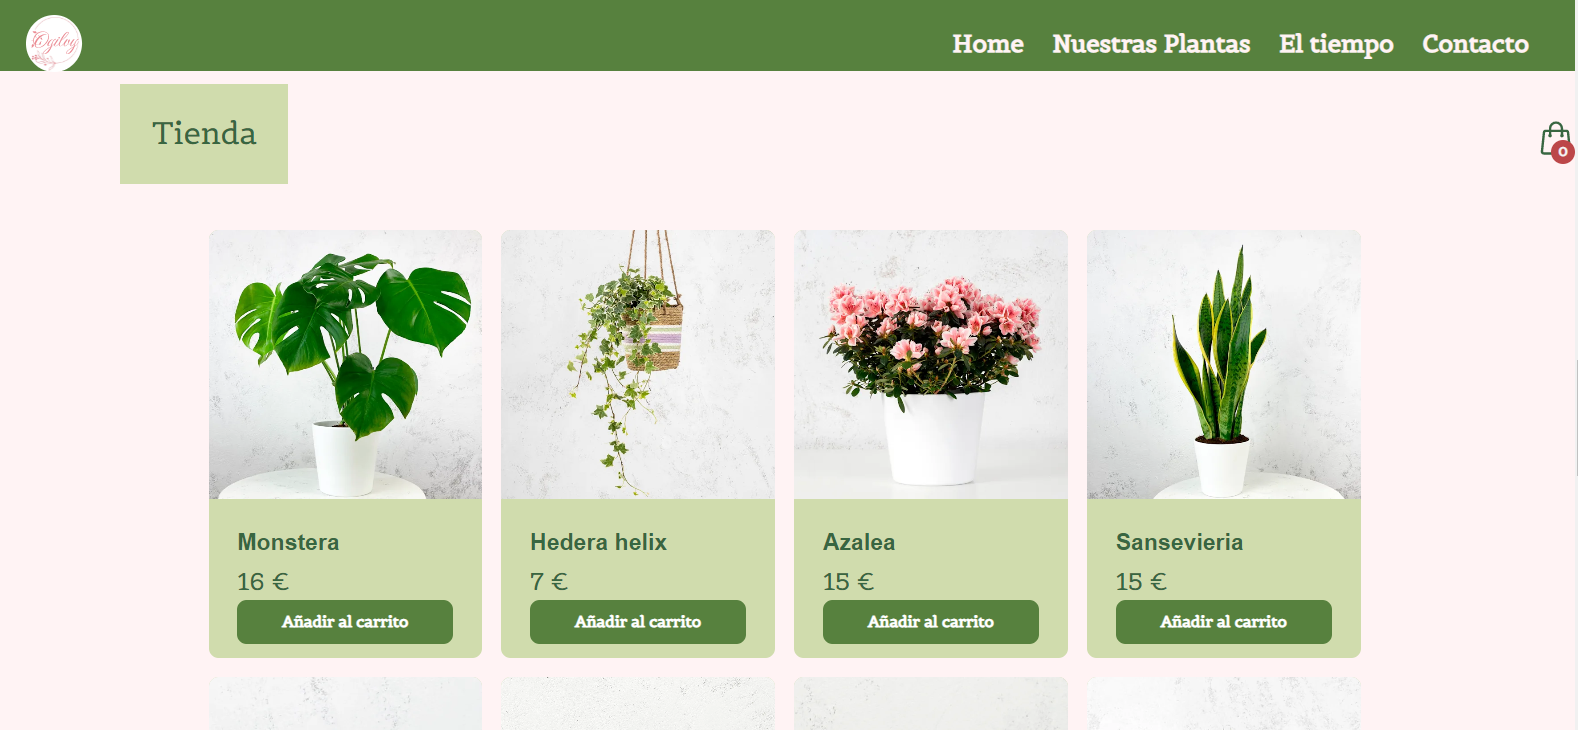 Ogilvy
Home Nuestras Plantas El tiempo Contacto
Tienda
0
Monstera
16 €
Añadir al carrito
Hedera helix
7 €
Añadir al carrito
Azalea
15 €
Añadir al carrito
Sansevieria
15 €
Añadir al carrito